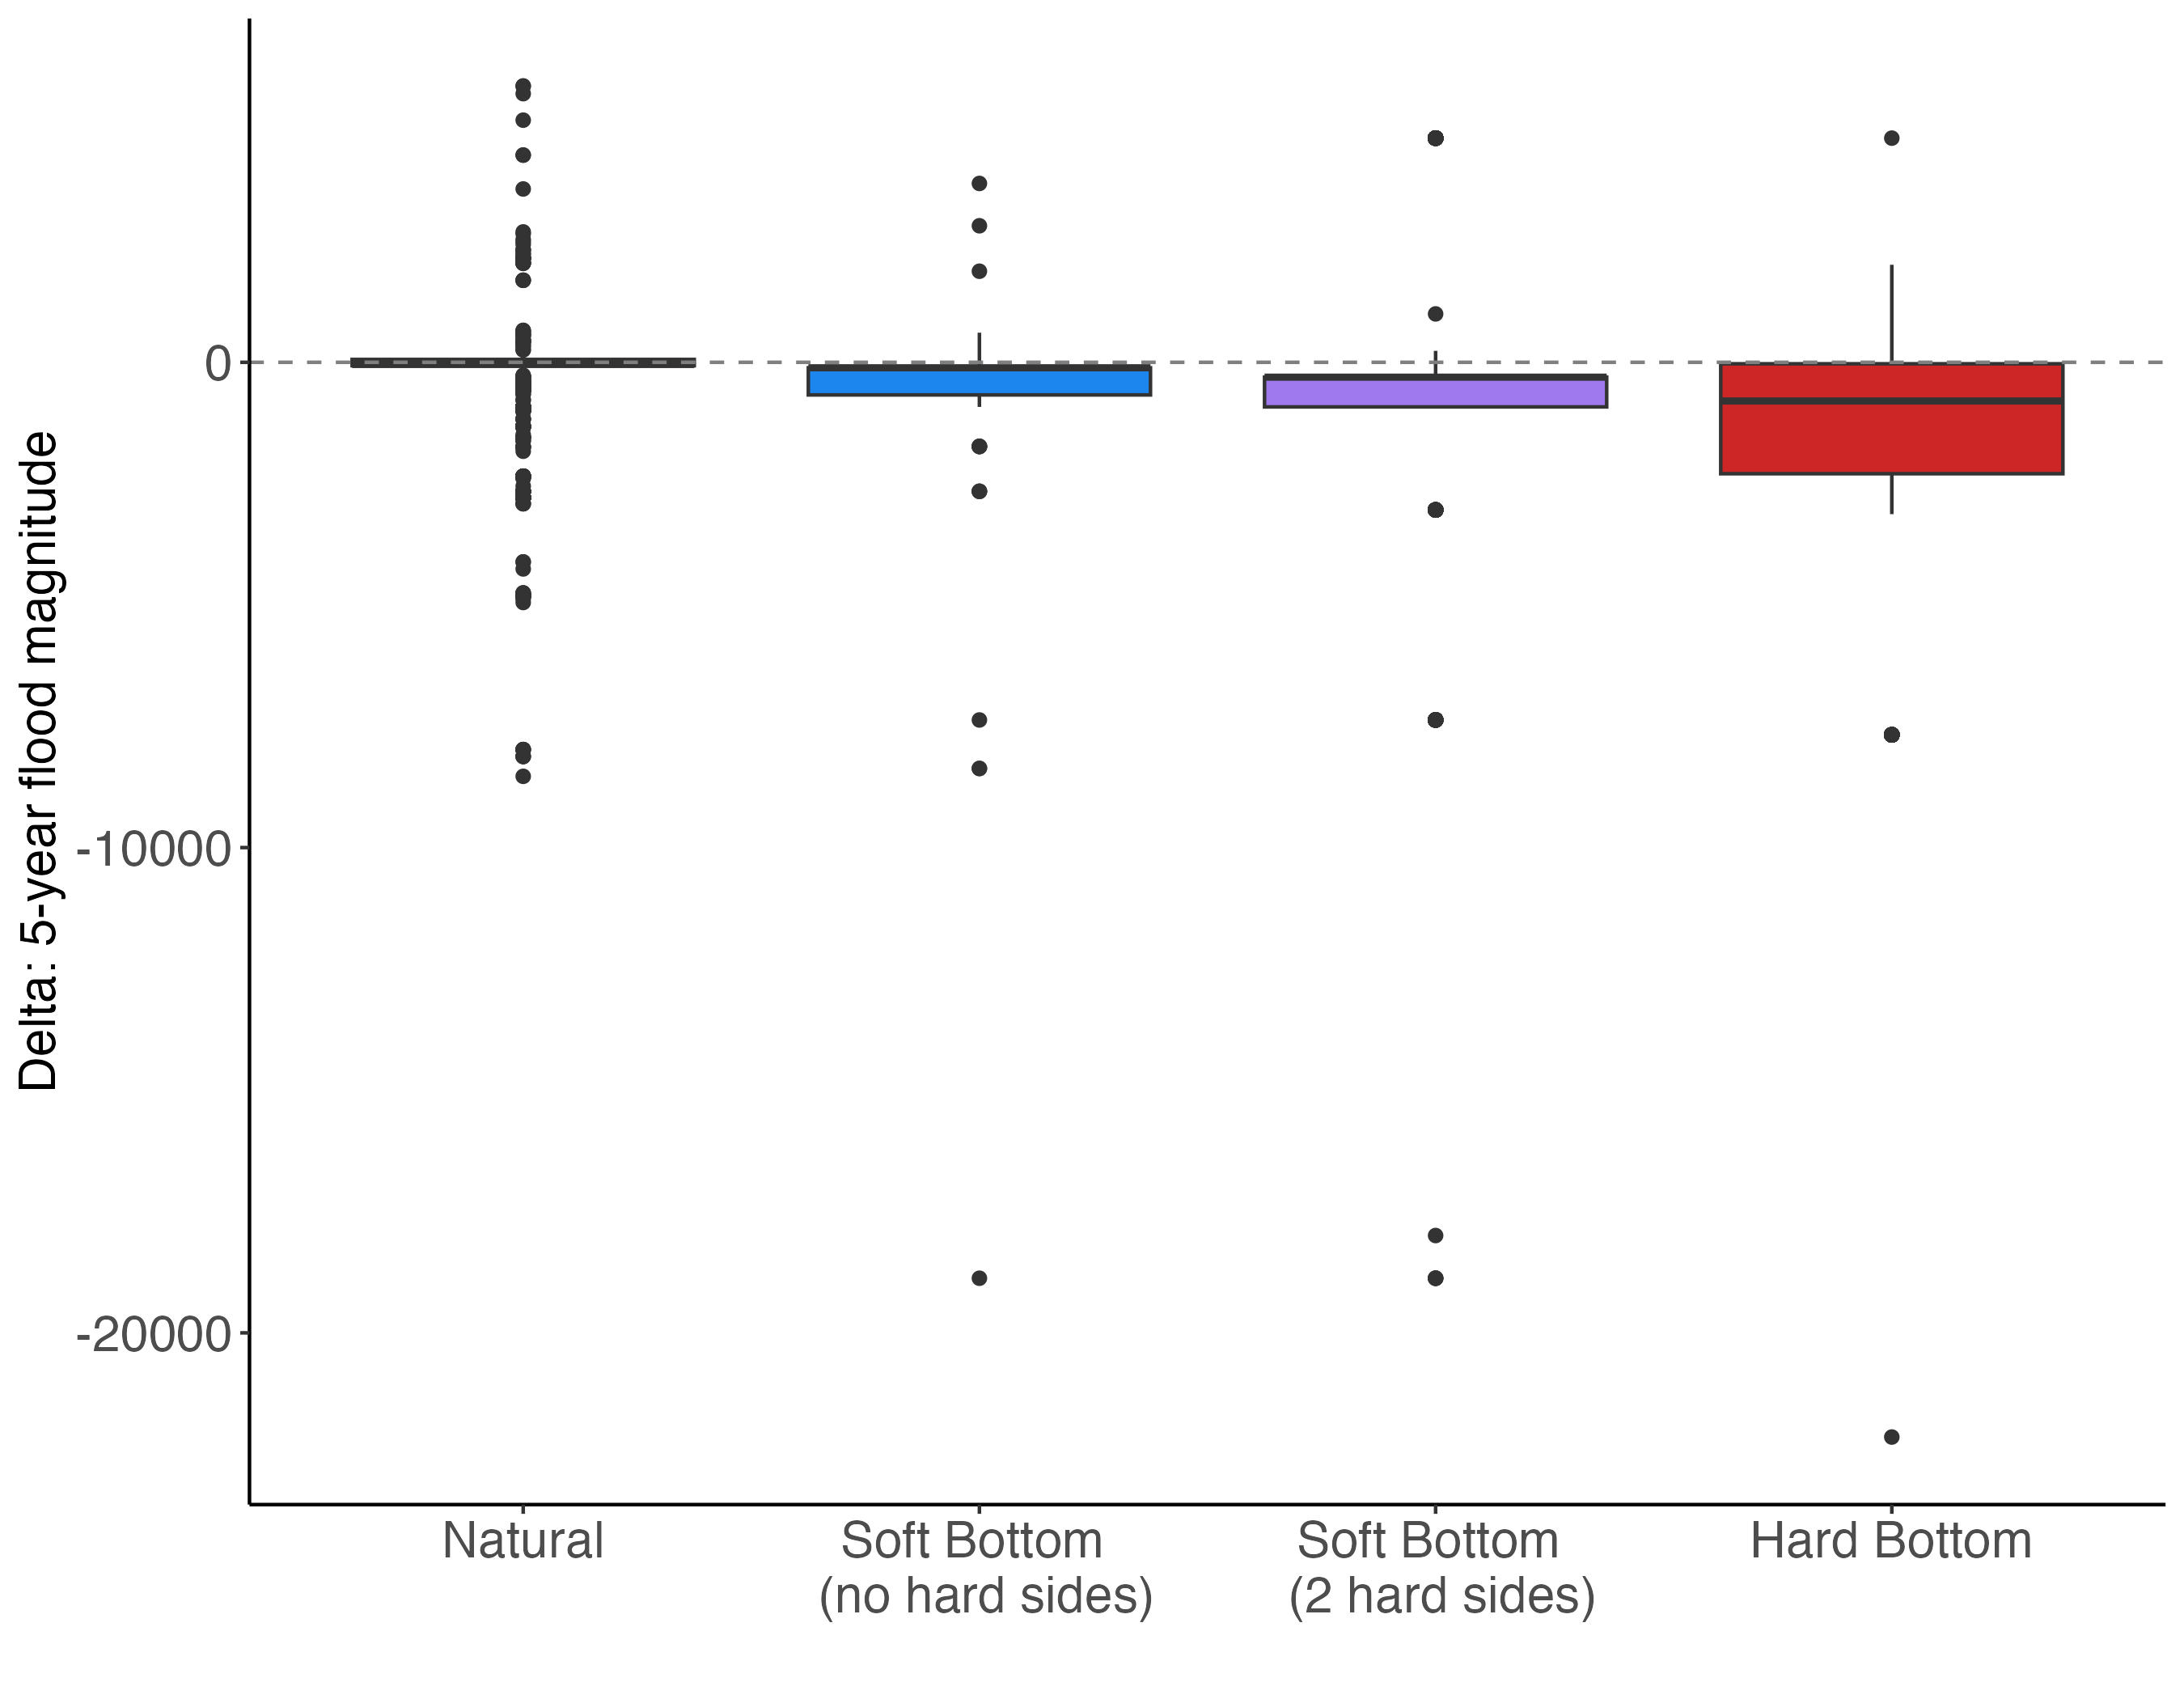 Delta: 5-year flood magnitude
0
-10000
-20000
Natural
Soft Bottom
(no hard sides)
Soft Bottom
(2 hard sides)
Hard Bottom